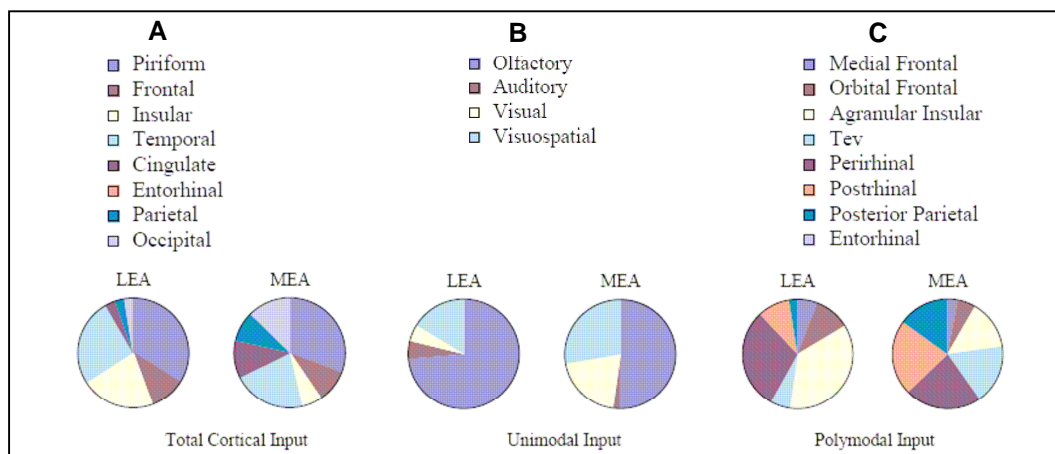 A
Piriform
Frontal
Insular
Temporal
Cingulate
Entorhinal
Parietal
Occipital
LEA MEA
Total Cortical Input
B
Olfactory
Auditory
Visual
Visuospatial
LEA MEA
Unimodal Input
C
Medial Frontal
Orbital Frontal
Agranular Insular
Tev
Perirhinal
Postrhinal
Posterior Parietal
Entorhinal
LEA MEA
Polymodal Input